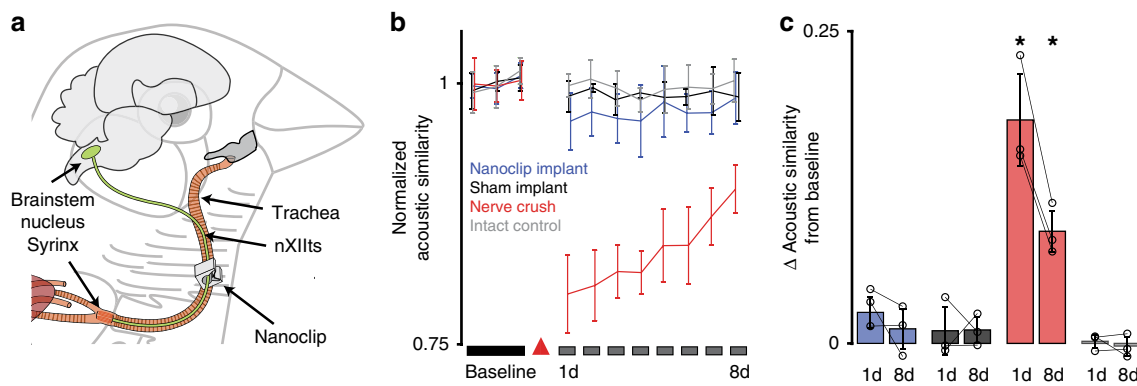 a
Brainstem
nucleus
Syrinx
Trachea
nXIIts
Nanoclip
b
Normalized
acoustic similarity
1
0.75
Nanoclip implant
Sham implant
Nerve crush
Intact control
Baseline
1d
8d
c
Δ Acoustic similarity
from baseline
0.25
0
* *
1d 8d 1d 8d 1d 8d 1d 8d